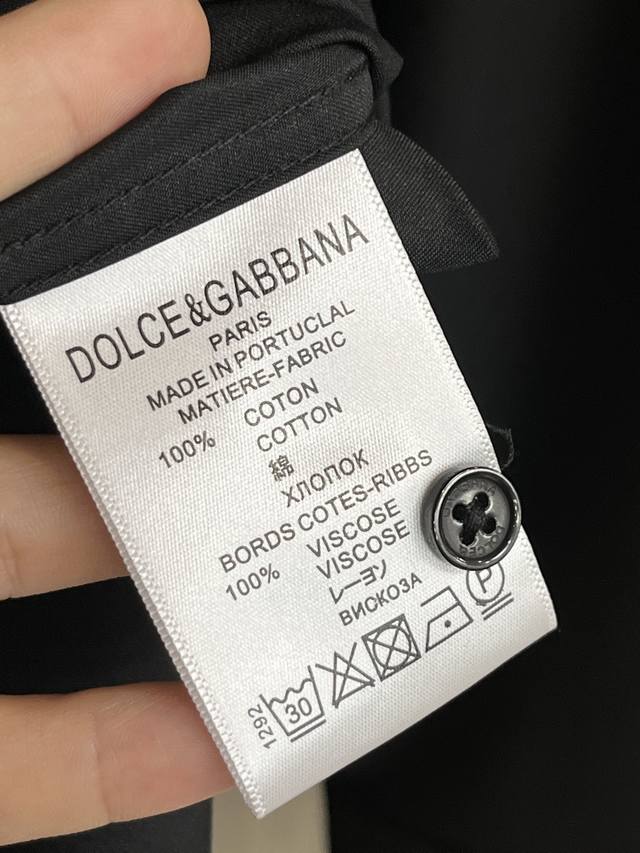 DOLCE&GABBANA
PARIS
MADE IN PORTUCLAL
MATIERE-FABRIC
100% COTON
COTTON
綿
ХЛОПОК
BORDS COTES-RIBBS
100% VISCOSE
VISCOSE
レーヨン
ВИСКОЗА
1292
30
P